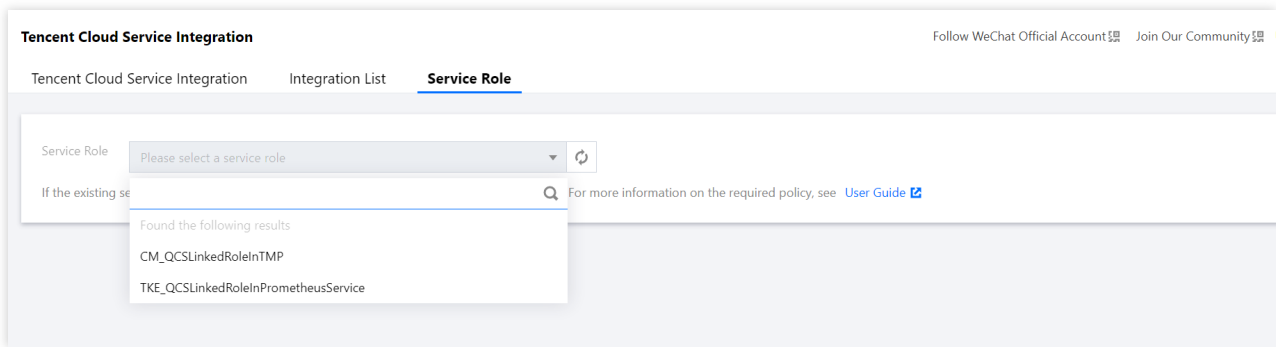 Tencent Cloud Service Integration
Follow WeChat Official Account Join Our Community
Tencent Cloud Service Integration Integration List Service Role
Service Role Please select a service role
If the existing se For more information on the required policy, see User Guide
Found the following results
CM_QCSLinkedRoleInTMP
TKE_QCSLinkedRoleInPrometheusService